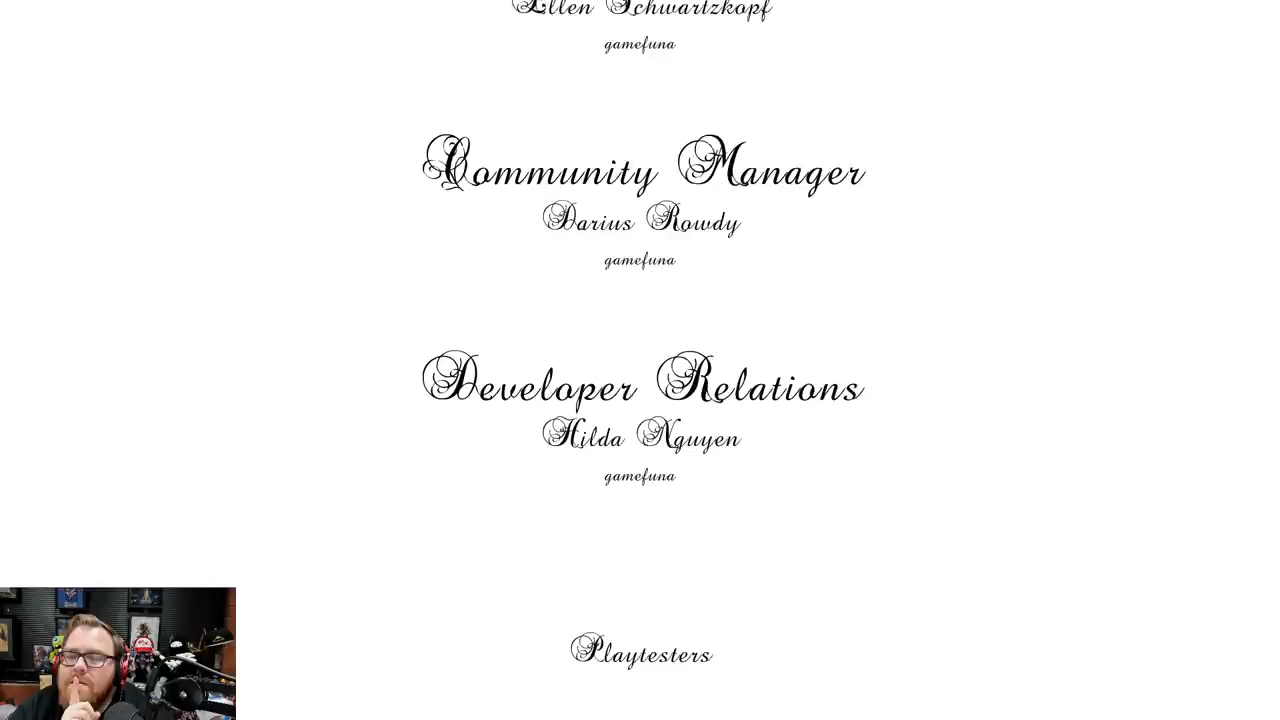 Ellen Schwartzkopf
gamefuna
Community Manager
Darius Rowdy
gamefuna
Developer Relations
Hilda Nguyen
gamefuna
Playtesters